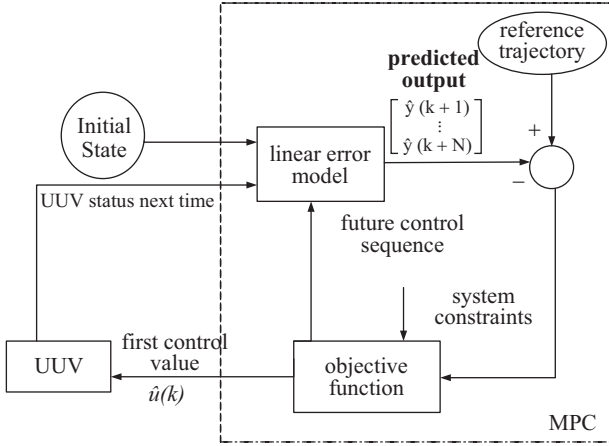 reference
trajectory
predicted
output
ŷ (k + 1)
⋮
ŷ (k + N)
+
−
Initial
State
linear error
model
UUV status next time
future control
sequence
system
constraints
first control
value
û(k)
UUV
objective
function
MPC